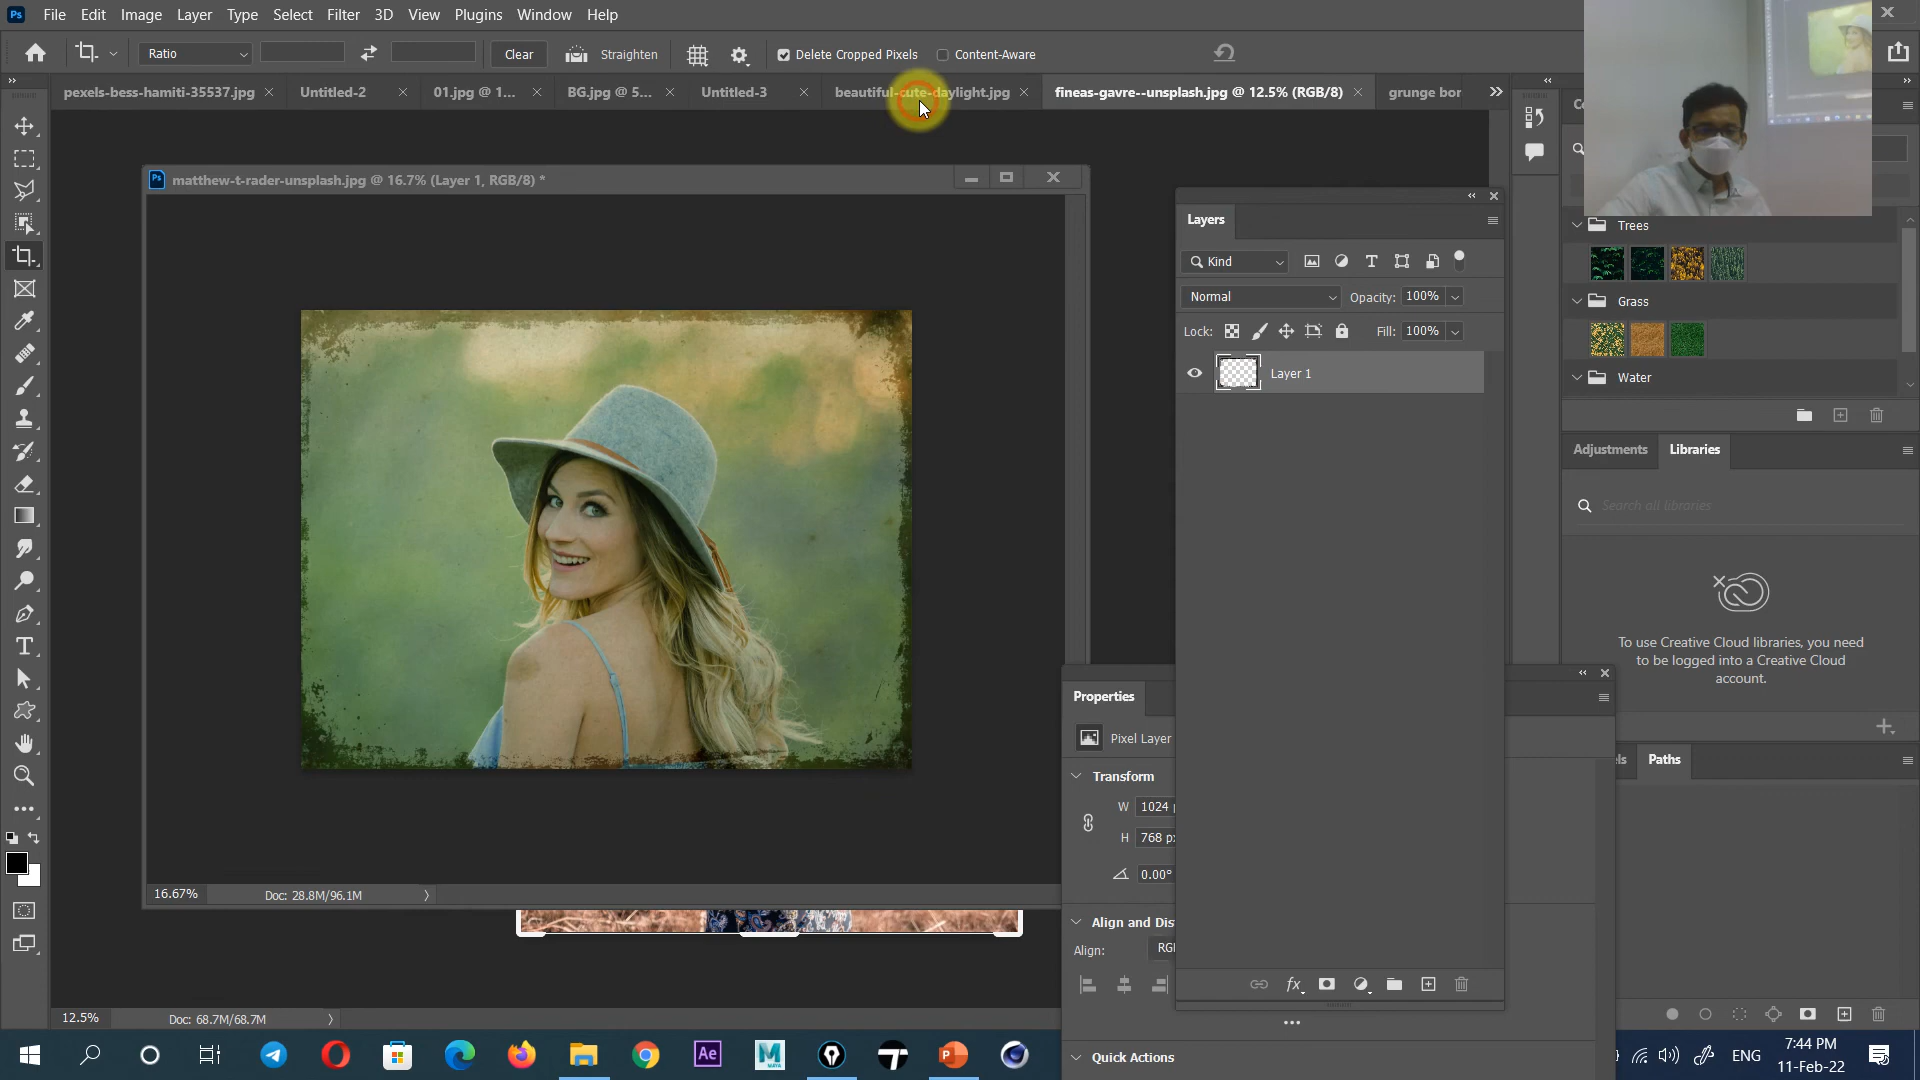 Ps File Edit Image Layer Type Select Filter 3D View Plugins Window Help
Ratio Clear Straighten Delete Cropped Pixels Content-Aware
pexels-bess-hamiti-35537.jpg Untitled-2 01.jpg @ 1... BG.jpg @ 5... Untitled-3 beautiful-cute-daylight.jpg fineas-gavre--unsplash.jpg @ 12.5% (RGB/8) grunge bor
Ps matthew-t-rader-unsplash.jpg @ 16.7% (Layer 1, RGB/8) *
Layers
Kind
Normal Opacity: 100%
Lock: Fill: 100%
Layer 1
Trees
Grass
Water
Adjustments Libraries
Search all libraries
To use Creative Cloud libraries, you need
to be logged into a Creative Cloud
account.
Properties
Pixel Layer
Transform
W 1024 p
H 768 px
0.00°
Align and Dis
Align: RG
Quick Actions
Paths
16.67% Doc: 28.8M/96.1M
12.5% Doc: 68.7M/68.7M
Ae MAYA ENG
7:44 PM
11-Feb-22